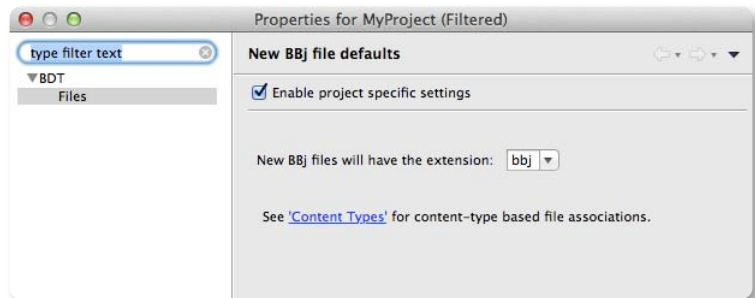 Properties for MyProject (Filtered)
type filter text
New BBj file defaults
BDT
Files
Enable project specific settings
New BBj files will have the extension: bbj
See 'Content Types' for content-type based file associations.